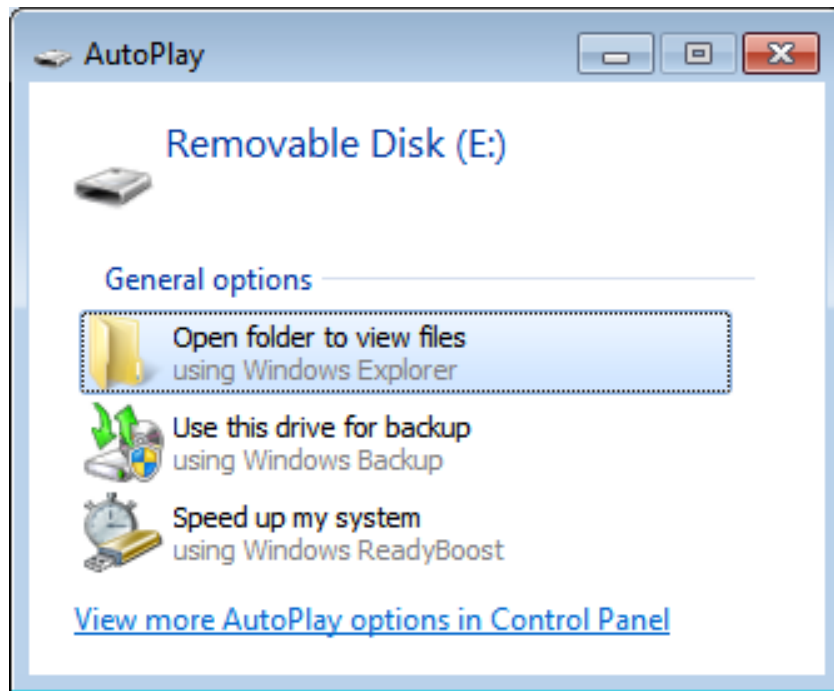 AutoPlay
Removable Disk (E:)
General options
Open folder to view files
using Windows Explorer
Use this drive for backup
using Windows Backup
Speed up my system
using Windows ReadyBoost
View more AutoPlay options in Control Panel